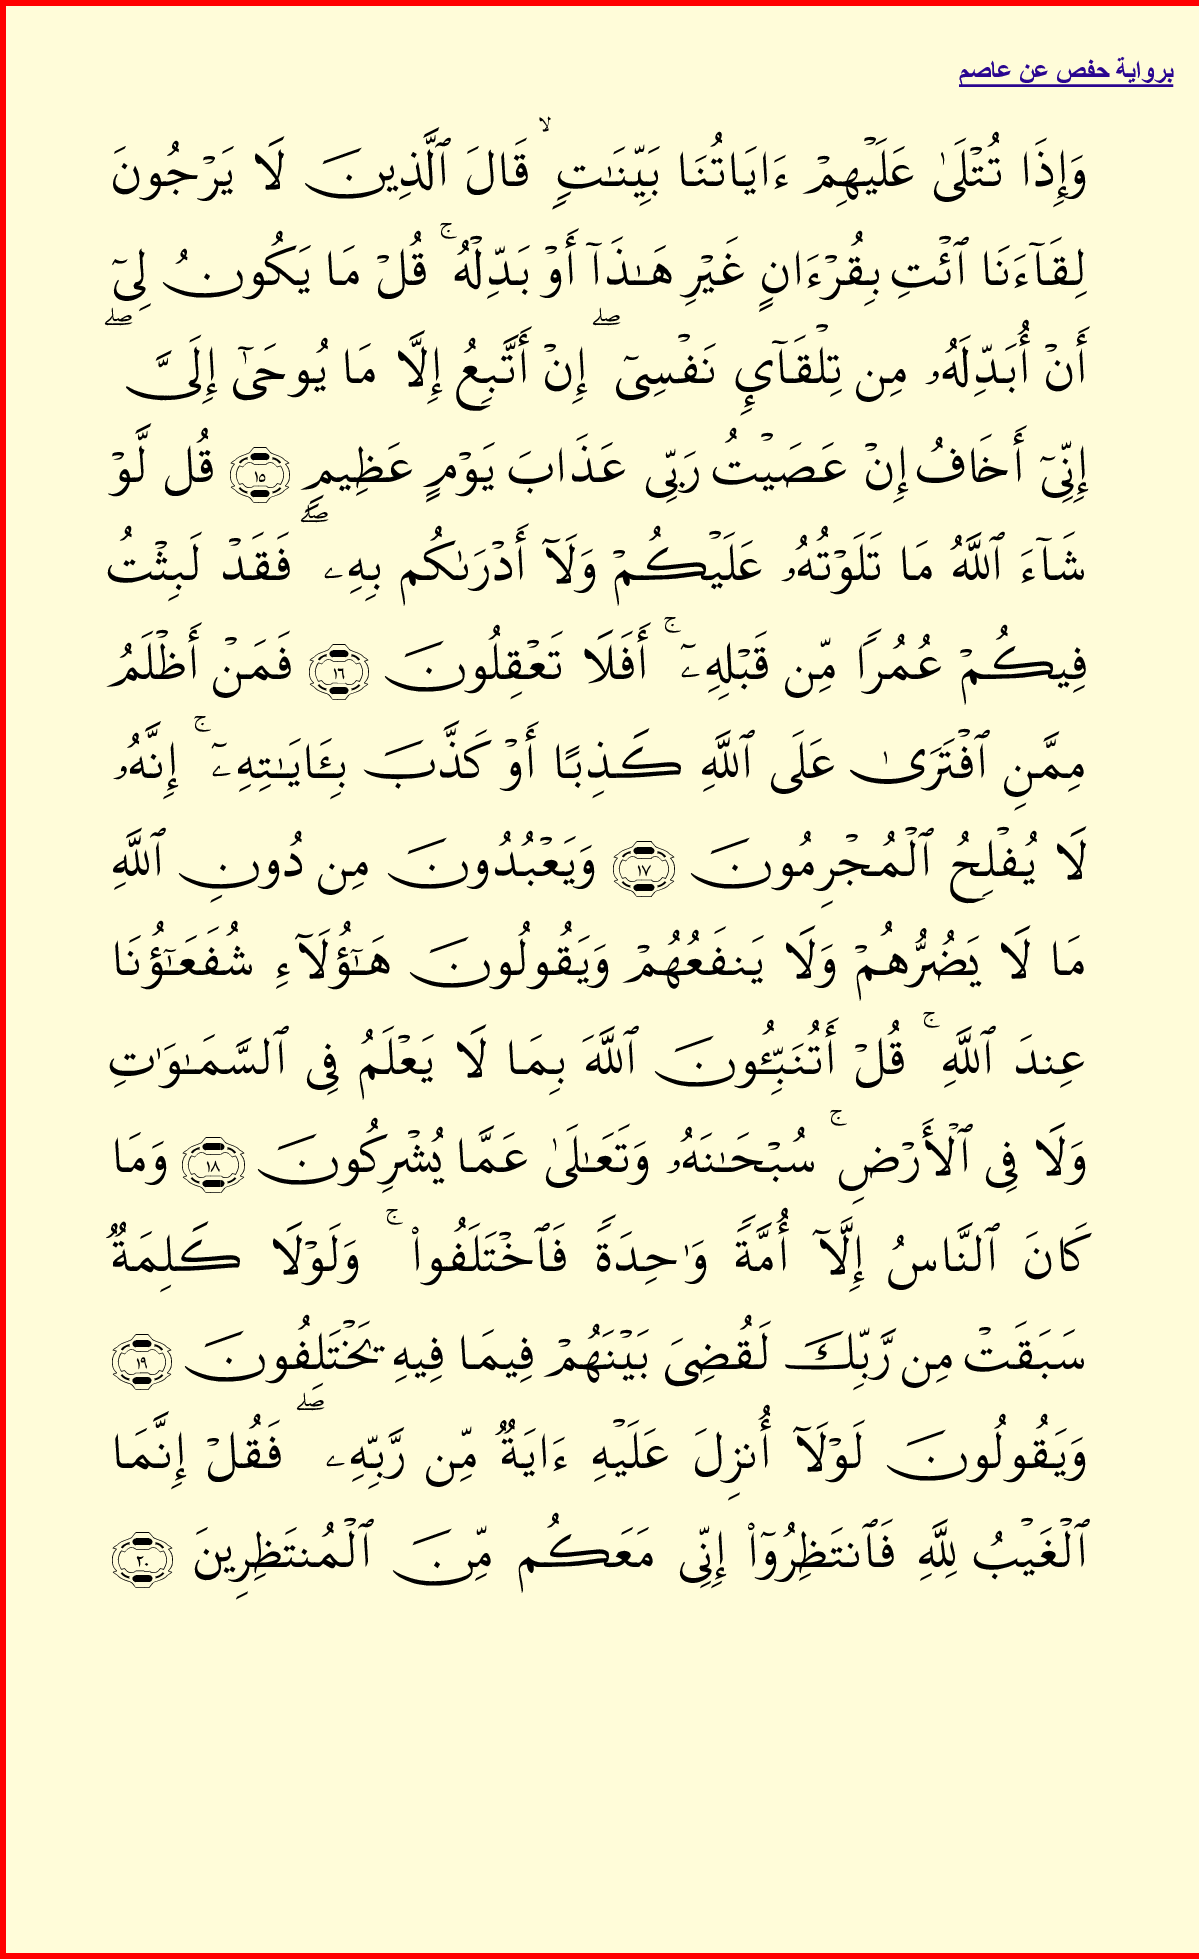 برواية حفص عن عاصم
وَإِذَا تُتْلَىٰ عَلَيْهِمْ ءَايَاتُنَا بَيِّنَـٰتٍ ۙ قَالَ ٱلَّذِينَ لَا يَرْجُونَ
لِقَآءَنَا ٱئْتِ بِقُرْءَانٍ غَيْرِ هَـٰذَآ أَوْ بَدِّلْهُ ۚ قُلْ مَا يَكُونُ لِىٓ
أَنْ أُبَدِّلَهُۥ مِن تِلْقَآئِ نَفْسِىٓ ۖ إِنْ أَتَّبِعُ إِلَّا مَا يُوحَىٰٓ إِلَىَّ ۖ
إِنِّىٓ أَخَافُ إِنْ عَصَيْتُ رَبِّى عَذَابَ يَوْمٍ عَظِيمٍ ١٥ قُل لَّوْ
شَآءَ ٱللَّهُ مَا تَلَوْتُهُۥ عَلَيْكُمْ وَلَآ أَدْرَىٰكُم بِهِۦ ۖ فَقَدْ لَبِثْتُ
فِيكُمْ عُمُرًا مِّن قَبْلِهِۦٓ ۚ أَفَلَا تَعْقِلُونَ ١٦ فَمَنْ أَظْلَمُ
مِمَّنِ ٱفْتَرَىٰ عَلَى ٱللَّهِ كَذِبًا أَوْ كَذَّبَ بِـَٔايَـٰتِهِۦٓ ۚ إِنَّهُۥ
لَا يُفْلِحُ ٱلْمُجْرِمُونَ ١٧ وَيَعْبُدُونَ مِن دُونِ ٱللَّهِ
مَا لَا يَضُرُّهُمْ وَلَا يَنفَعُهُمْ وَيَقُولُونَ هَـٰٓؤُلَآءِ شُفَعَـٰٓؤُنَا
عِندَ ٱللَّهِ ۚ قُلْ أَتُنَبِّـُٔونَ ٱللَّهَ بِمَا لَا يَعْلَمُ فِى ٱلسَّمَـٰوَٰتِ
وَلَا فِى ٱلْأَرْضِ ۚ سُبْحَـٰنَهُۥ وَتَعَـٰلَىٰ عَمَّا يُشْرِكُونَ ١٨ وَمَا
كَانَ ٱلنَّاسُ إِلَّآ أُمَّةً وَٰحِدَةً فَٱخْتَلَفُوا۟ ۚ وَلَوْلَا كَلِمَةٌ
سَبَقَتْ مِن رَّبِّكَ لَقُضِىَ بَيْنَهُمْ فِيمَا فِيهِ يَخْتَلِفُونَ ١٩
وَيَقُولُونَ لَوْلَآ أُنزِلَ عَلَيْهِ ءَايَةٌ مِّن رَّبِّهِۦ ۖ فَقُلْ إِنَّمَا
ٱلْغَيْبُ لِلَّهِ فَٱنتَظِرُوٓا۟ إِنِّى مَعَكُم مِّنَ ٱلْمُنتَظِرِينَ ٢٠